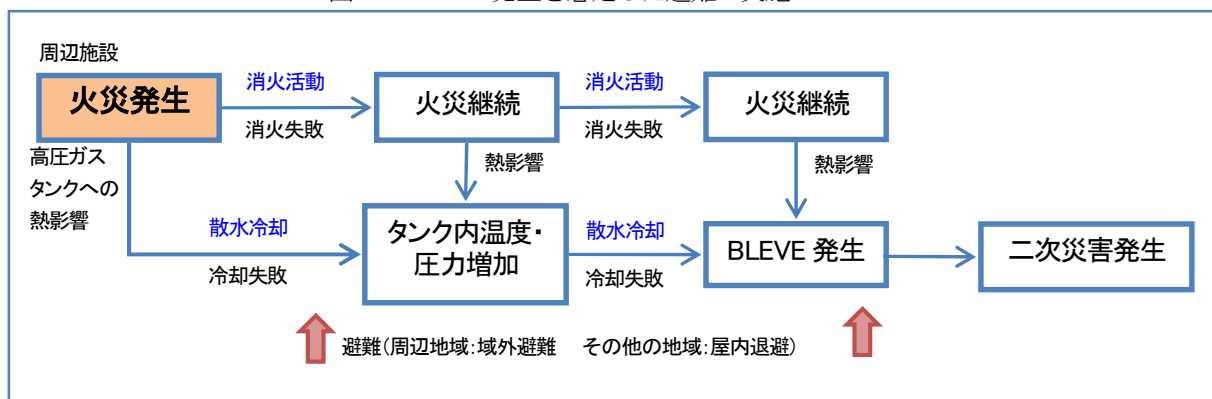 周辺施設
火災発生
消火活動
消火失敗
火災継続
消火活動
消火失敗
火災継続
高圧ガス
タンクへの
熱影響
熱影響
熱影響
散水冷却
冷却失敗
タンク内温度・
圧力増加
散水冷却
冷却失敗
BLEVE 発生
二次災害発生
避難(周辺地域:域外避難 その他の地域:屋内退避)